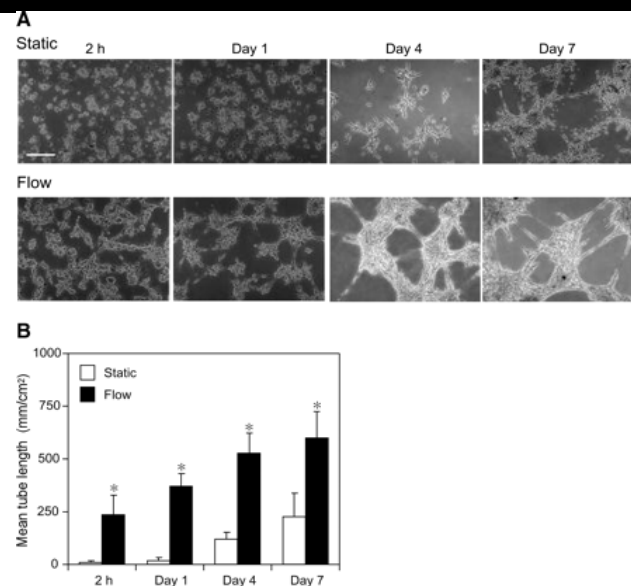 A
Static
2 h Day 1 Day 4 Day 7
Flow
B
1000
750
500
250
0
Mean tube length (mm/cm²)
Static
Flow
*
*
*
*
2 h Day 1 Day 4 Day 7